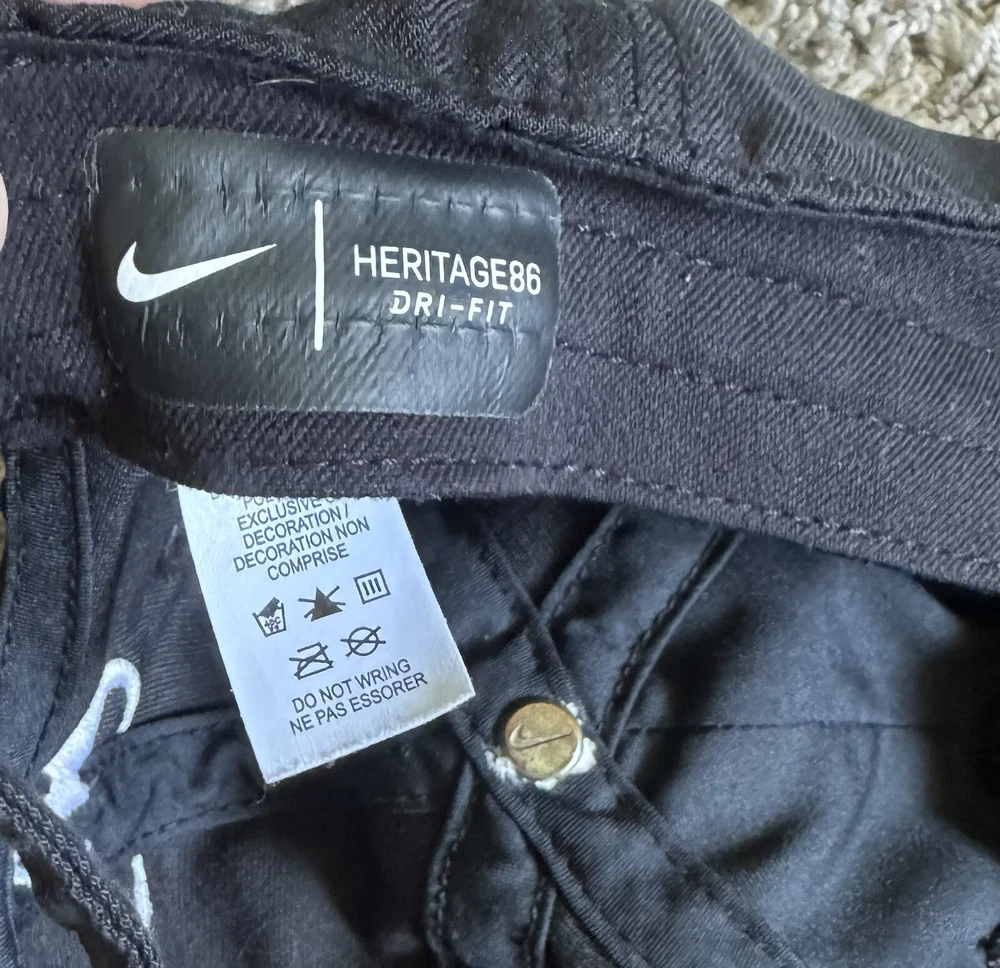 HERITAGE86
DRI-FIT
EXCLUSIVE
DECORATION /
DECORATION NON
COMPRISE
DO NOT WRING
NE PAS ESSORER